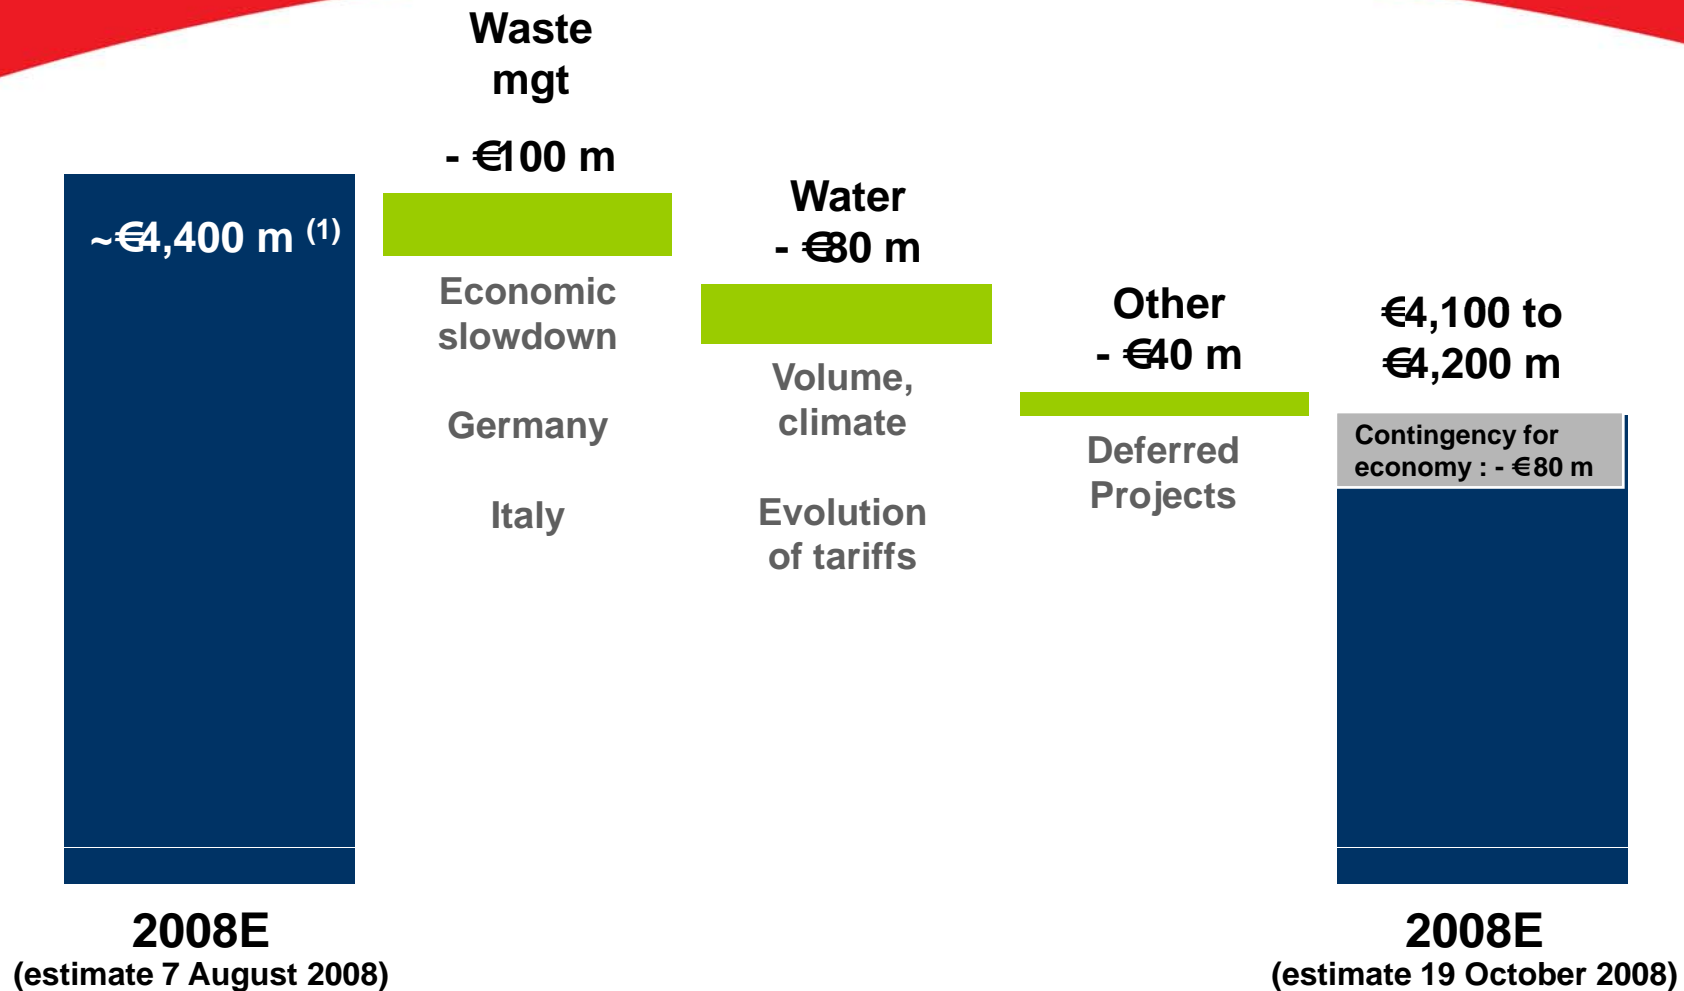 Waste
mgt
- €100 m
~€4,400 m (1)
Economic
slowdown
Germany
Italy
Water
- €80 m
Volume,
climate
Evolution
of tariffs
Other
- €40 m
Deferred
Projects
€4,100 to
€4,200 m
Contingency for
economy : - €80 m
2008E
(estimate 7 August 2008)
2008E
(estimate 19 October 2008)